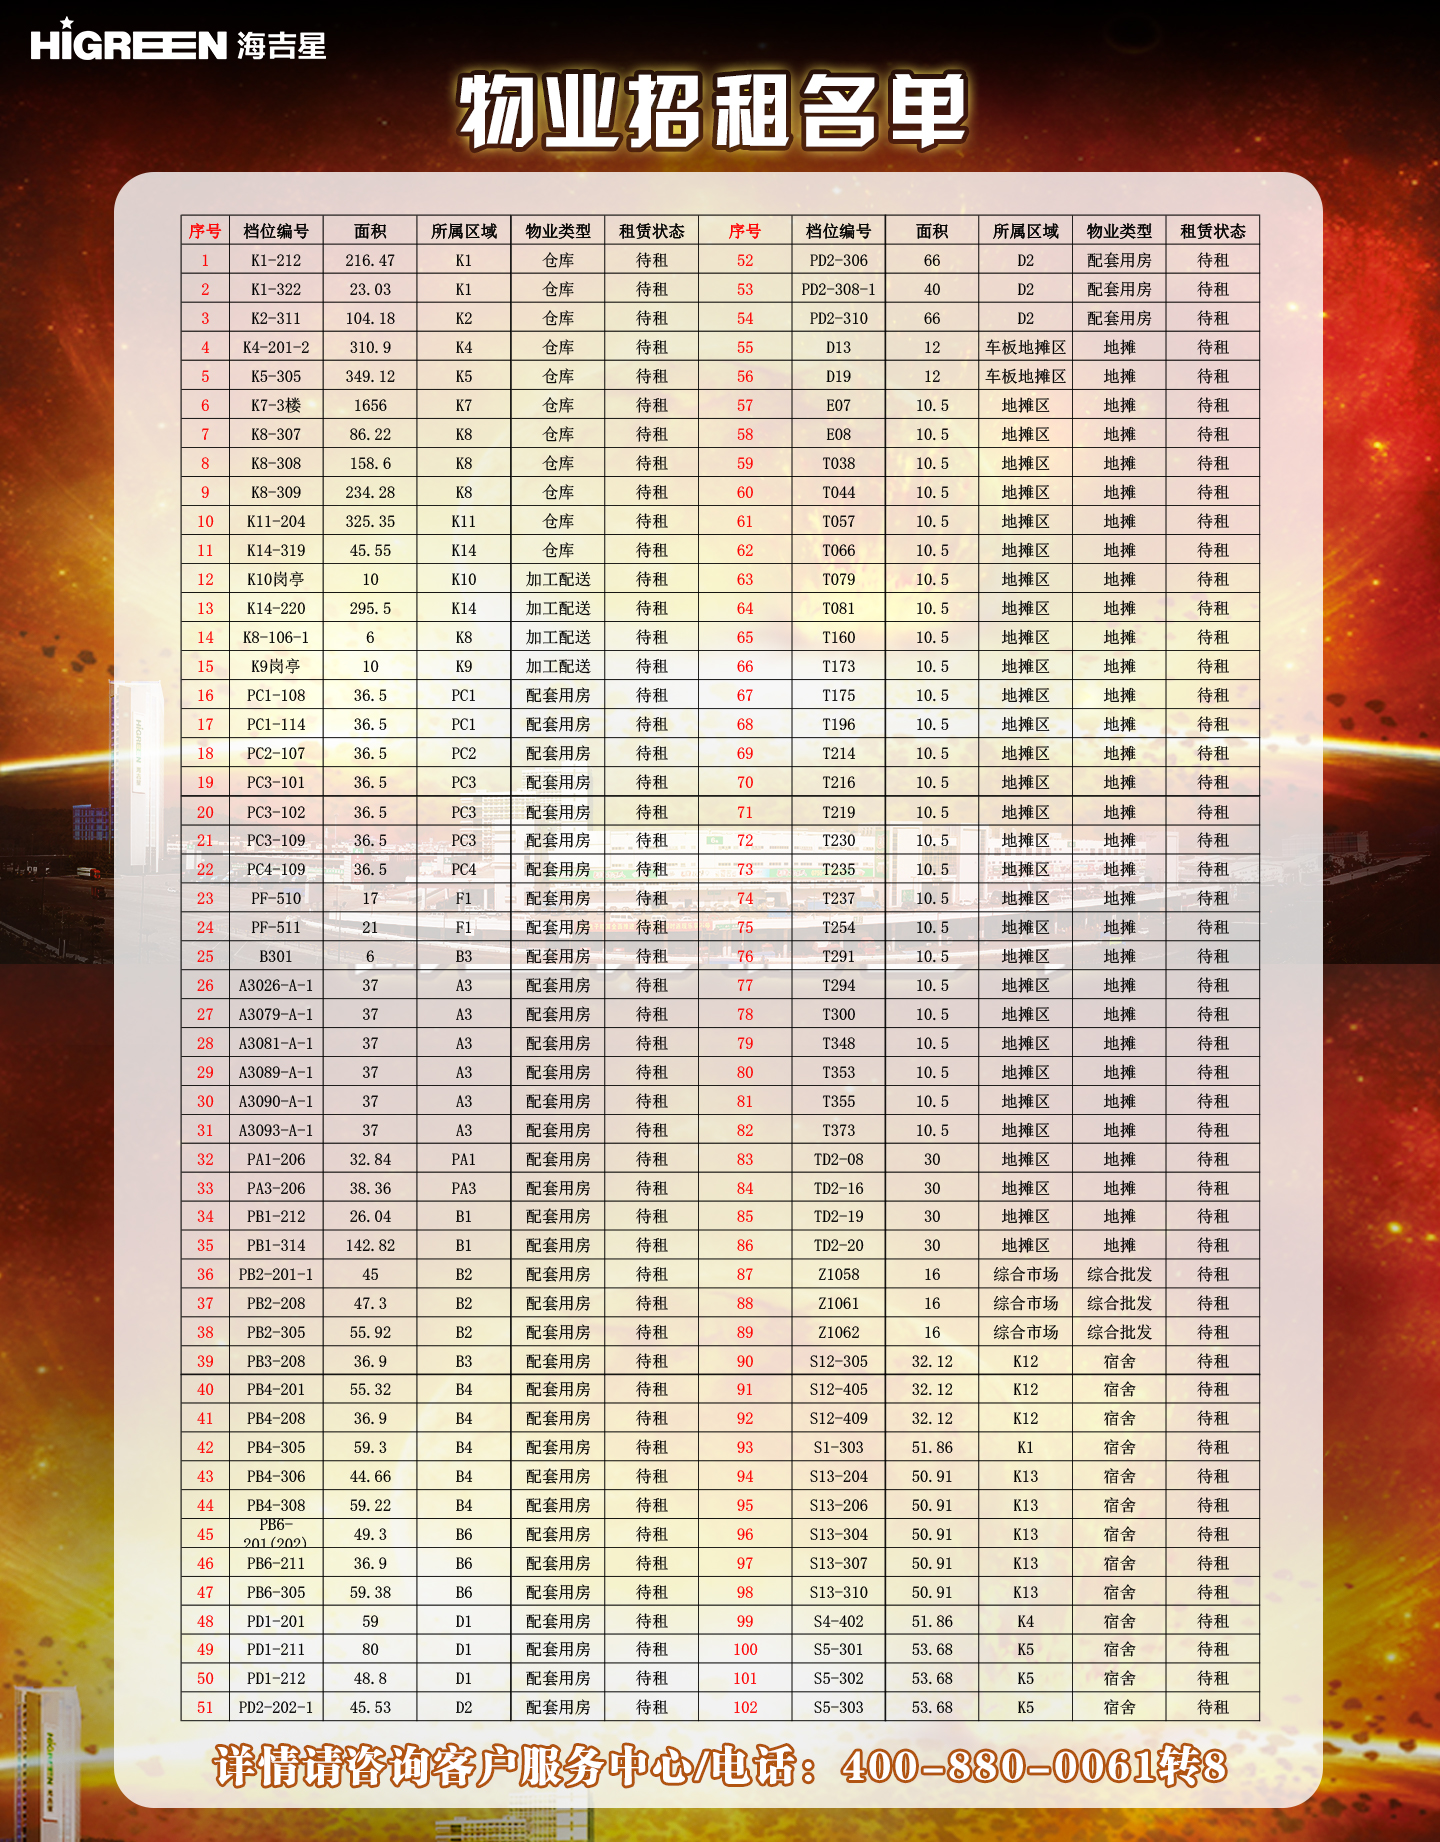 HiGREEN 海吉星
物业招租名单
序号 档位编号 面积 所属区域 物业类型 租赁状态 序号 档位编号 面积 所属区域 物业类型 租赁状态
1 K1-212 216.47 K1 仓库 待租 52 PD2-306 66 D2 配套用房 待租
2 K1-322 23.03 K1 仓库 待租 53 PD2-308-1 40 D2 配套用房 待租
3 K2-311 104.18 K2 仓库 待租 54 PD2-310 66 D2 配套用房 待租
4 K4-201-2 310.9 K4 仓库 待租 55 D13 12 车板地摊区 地摊 待租
5 K5-305 349.12 K5 仓库 待租 56 D19 12 车板地摊区 地摊 待租
6 K7-3楼 1656 K7 仓库 待租 57 E07 10.5 地摊区 地摊 待租
7 K8-307 86.22 K8 仓库 待租 58 E08 10.5 地摊区 地摊 待租
8 K8-308 158.6 K8 仓库 待租 59 T038 10.5 地摊区 地摊 待租
9 K8-309 234.28 K8 仓库 待租 60 T044 10.5 地摊区 地摊 待租
10 K11-204 325.35 K11 仓库 待租 61 T057 10.5 地摊区 地摊 待租
11 K14-319 45.55 K14 仓库 待租 62 T066 10.5 地摊区 地摊 待租
12 K10岗亭 10 K10 加工配送 待租 63 T079 10.5 地摊区 地摊 待租
13 K14-220 295.5 K14 加工配送 待租 64 T081 10.5 地摊区 地摊 待租
14 K8-106-1 6 K8 加工配送 待租 65 T160 10.5 地摊区 地摊 待租
15 K9岗亭 10 K9 加工配送 待租 66 T173 10.5 地摊区 地摊 待租
16 PC1-108 36.5 PC1 配套用房 待租 67 T175 10.5 地摊区 地摊 待租
17 PC1-114 36.5 PC1 配套用房 待租 68 T196 10.5 地摊区 地摊 待租
18 PC2-107 36.5 PC2 配套用房 待租 69 T214 10.5 地摊区 地摊 待租
19 PC3-101 36.5 PC3 配套用房 待租 70 T216 10.5 地摊区 地摊 待租
20 PC3-102 36.5 PC3 配套用房 待租 71 T219 10.5 地摊区 地摊 待租
21 PC3-109 36.5 PC3 配套用房 待租 72 T230 10.5 地摊区 地摊 待租
22 PC4-109 36.5 PC4 配套用房 待租 73 T235 10.5 地摊区 地摊 待租
23 PF-510 17 F1 配套用房 待租 74 T237 10.5 地摊区 地摊 待租
24 PF-511 21 F1 配套用房 待租 75 T254 10.5 地摊区 地摊 待租
25 B301 6 B3 配套用房 待租 76 T291 10.5 地摊区 地摊 待租
26 A3026-A-1 37 A3 配套用房 待租 77 T294 10.5 地摊区 地摊 待租
27 A3079-A-1 37 A3 配套用房 待租 78 T300 10.5 地摊区 地摊 待租
28 A3081-A-1 37 A3 配套用房 待租 79 T348 10.5 地摊区 地摊 待租
29 A3089-A-1 37 A3 配套用房 待租 80 T353 10.5 地摊区 地摊 待租
30 A3090-A-1 37 A3 配套用房 待租 81 T355 10.5 地摊区 地摊 待租
31 A3093-A-1 37 A3 配套用房 待租 82 T373 10.5 地摊区 地摊 待租
32 PA1-206 32.84 PA1 配套用房 待租 83 TD2-08 30 地摊区 地摊 待租
33 PA3-206 38.36 PA3 配套用房 待租 84 TD2-16 30 地摊区 地摊 待租
34 PB1-212 26.04 B1 配套用房 待租 85 TD2-19 30 地摊区 地摊 待租
35 PB1-314 142.82 B1 配套用房 待租 86 TD2-20 30 地摊区 地摊 待租
36 PB2-201-1 45 B2 配套用房 待租 87 Z1058 16 综合市场 综合批发 待租
37 PB2-208 47.3 B2 配套用房 待租 88 Z1061 16 综合市场 综合批发 待租
38 PB2-305 55.92 B2 配套用房 待租 89 Z1062 16 综合市场 综合批发 待租
39 PB3-208 36.9 B3 配套用房 待租 90 S12-305 32.12 K12 宿舍 待租
40 PB4-201 55.32 B4 配套用房 待租 91 S12-405 32.12 K12 宿舍 待租
41 PB4-208 36.9 B4 配套用房 待租 92 S12-409 32.12 K12 宿舍 待租
42 PB4-305 59.3 B4 配套用房 待租 93 S1-303 51.86 K1 宿舍 待租
43 PB4-306 44.66 B4 配套用房 待租 94 S13-204 50.91 K13 宿舍 待租
44 PB4-308 59.22 B4 配套用房 待租 95 S13-206 50.91 K13 宿舍 待租
45 PB6-201(202) 49.3 B6 配套用房 待租 96 S13-304 50.91 K13 宿舍 待租
46 PB6-211 36.9 B6 配套用房 待租 97 S13-307 50.91 K13 宿舍 待租
47 PB6-305 59.38 B6 配套用房 待租 98 S13-310 50.91 K13 宿舍 待租
48 PD1-201 59 D1 配套用房 待租 99 S4-402 51.86 K4 宿舍 待租
49 PD1-211 80 D1 配套用房 待租 100 S5-301 53.68 K5 宿舍 待租
50 PD1-212 48.8 D1 配套用房 待租 101 S5-302 53.68 K5 宿舍 待租
51 PD2-202-1 45.53 D2 配套用房 待租 102 S5-303 53.68 K5 宿舍 待租
详情请咨询客户服务中心/电话：400-880-0061转8